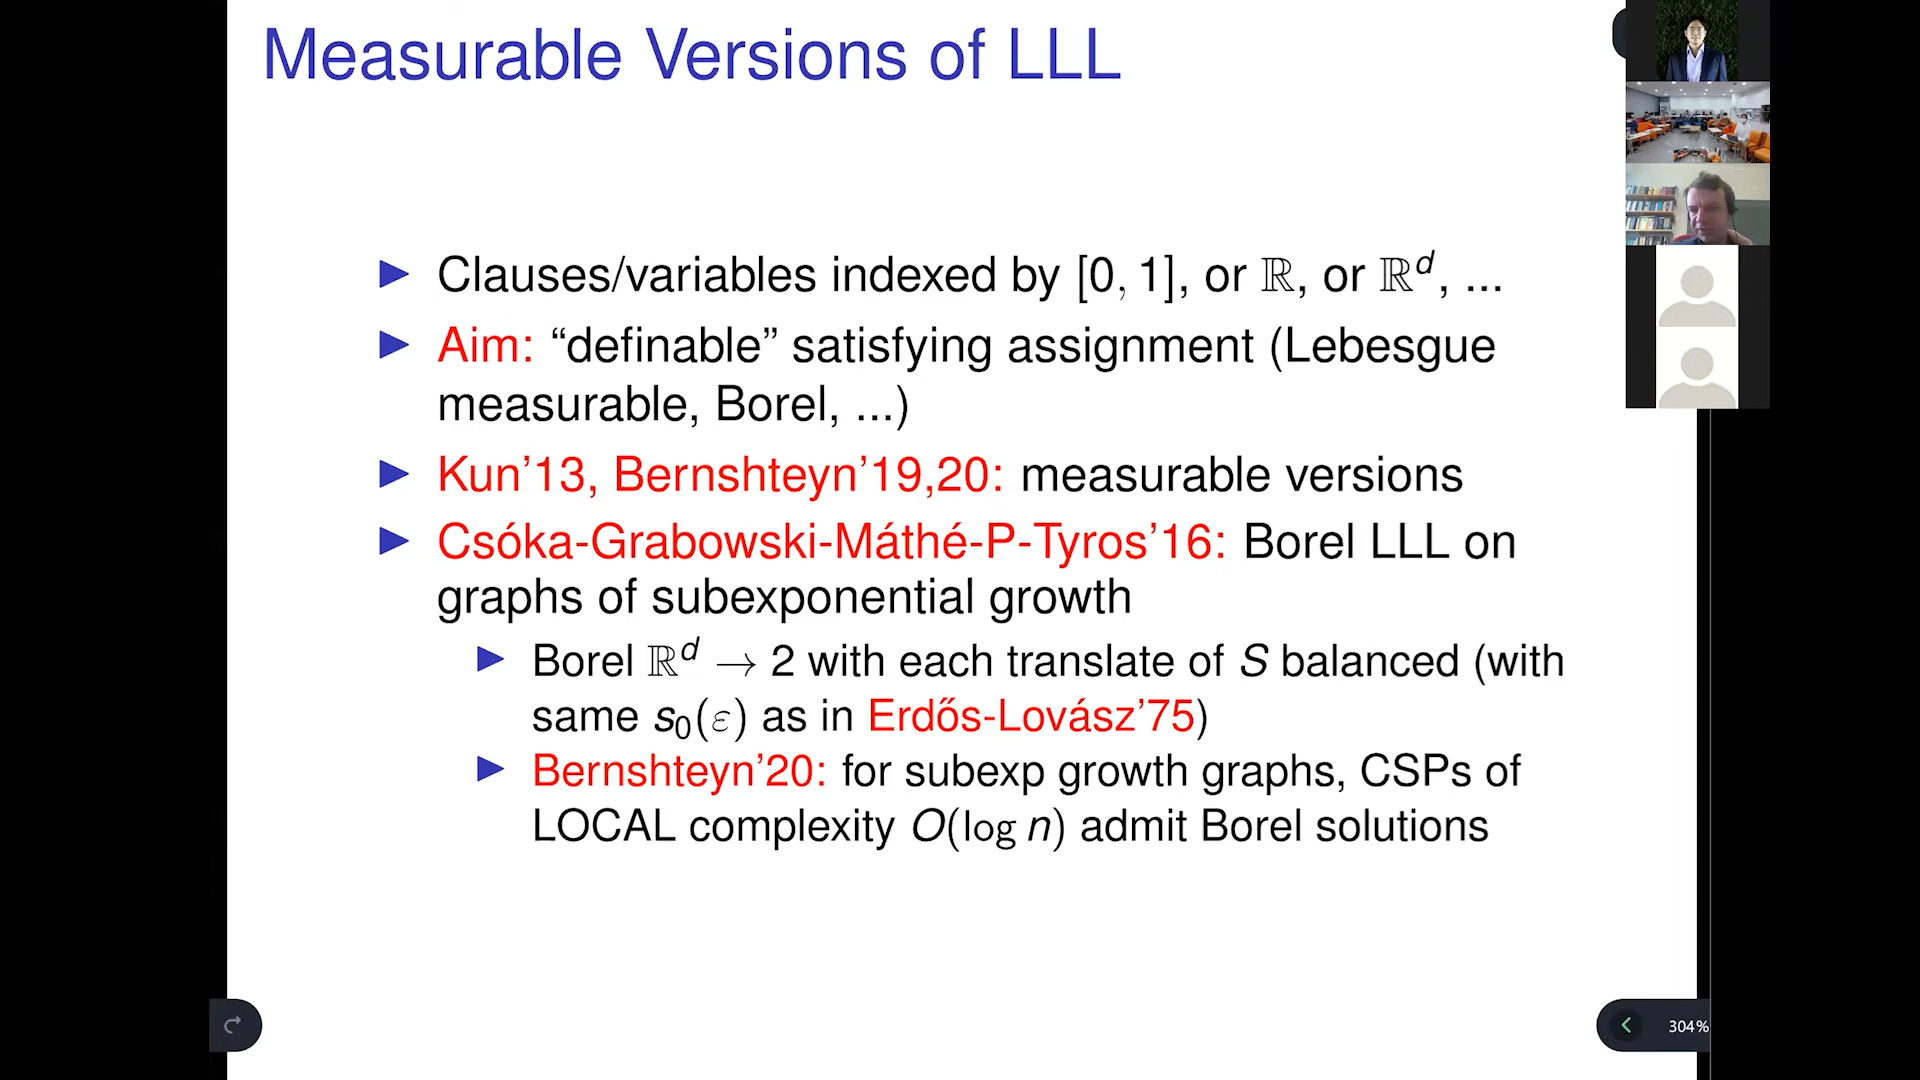 Measurable Versions of LLL
▶ Clauses/variables indexed by [0, 1], or ℝ, or ℝᵈ, ...
▶ Aim: “definable” satisfying assignment (Lebesgue
measurable, Borel, ...)
▶ Kun’13, Bernshteyn’19,20: measurable versions
▶ Csóka-Grabowski-Máthé-P-Tyros’16: Borel LLL on
graphs of subexponential growth
▶ Borel ℝᵈ → 2 with each translate of S balanced (with
same s₀(ε) as in Erdős-Lovász’75)
▶ Bernshteyn’20: for subexp growth graphs, CSPs of
LOCAL complexity O(log n) admit Borel solutions
304%